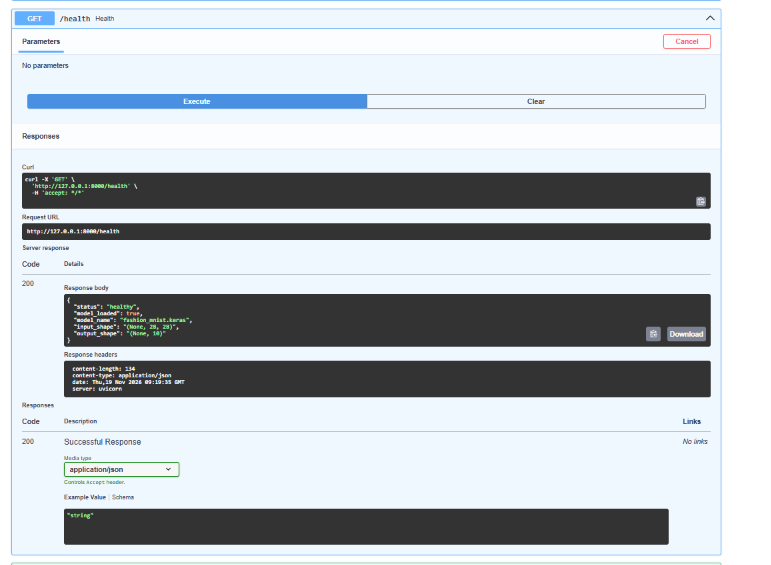 GET /health Health
Parameters
Cancel
No parameters
Execute
Clear
Responses
Curl
curl -X 'GET' \
'http://127.0.0.1:8000/health' \
-H 'accept: */*'
Request URL
http://127.0.0.1:8000/health
Server response
Code Details
200
Response body
{
"status": "healthy",
"model_loaded": true,
"model_name": "fashion_mnist.keras",
"input_shape": "(None, 28, 28)",
"output_shape": "(None, 10)"
}
Download
Response headers
content-length: 134
content-type: application/json
date: Thu,19 Nov 2026 09:19:35 GMT
server: uvicorn
Responses
Code Description Links
200 Successful Response No links
Media type
application/json
Controls Accept header.
Example Value | Schema
"string"